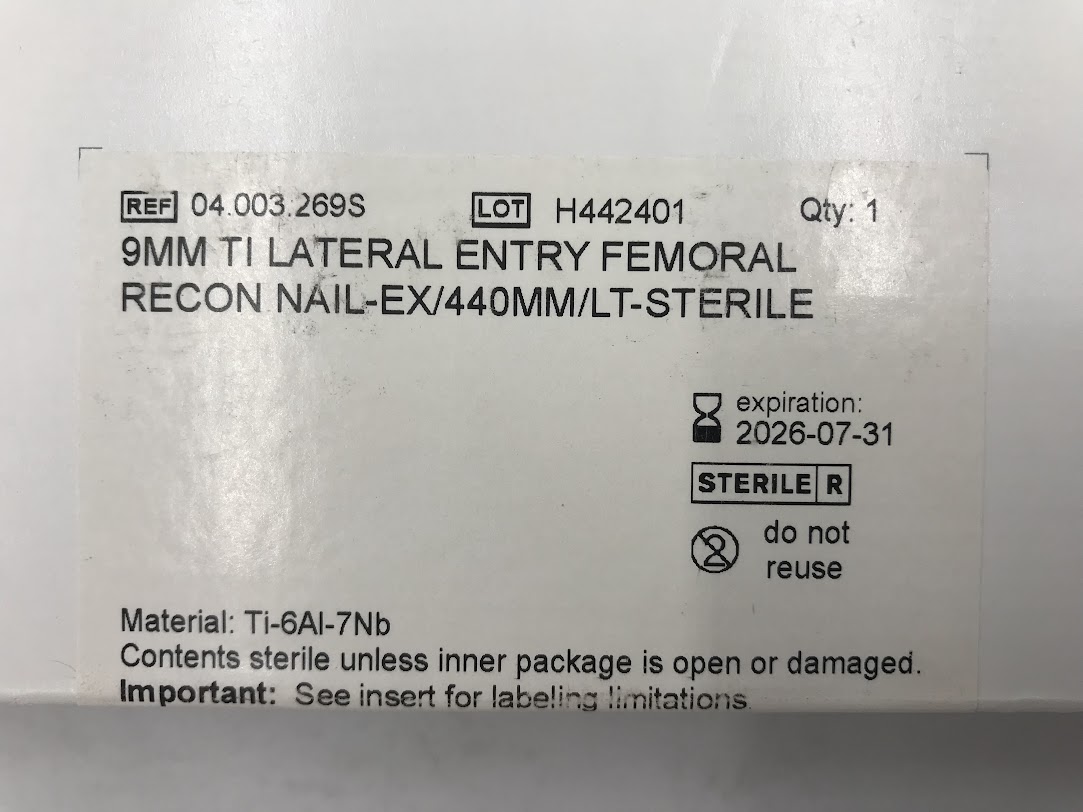 REF 04.003.269S LOT H442401 Qty: 1
9MM TI LATERAL ENTRY FEMORAL
RECON NAIL-EX/440MM/LT-STERILE
expiration:
2026-07-31
STERILE R
2 do not
reuse
Material: Ti-6Al-7Nb
Contents sterile unless inner package is open or damaged.
Important: See insert for labeling limitations